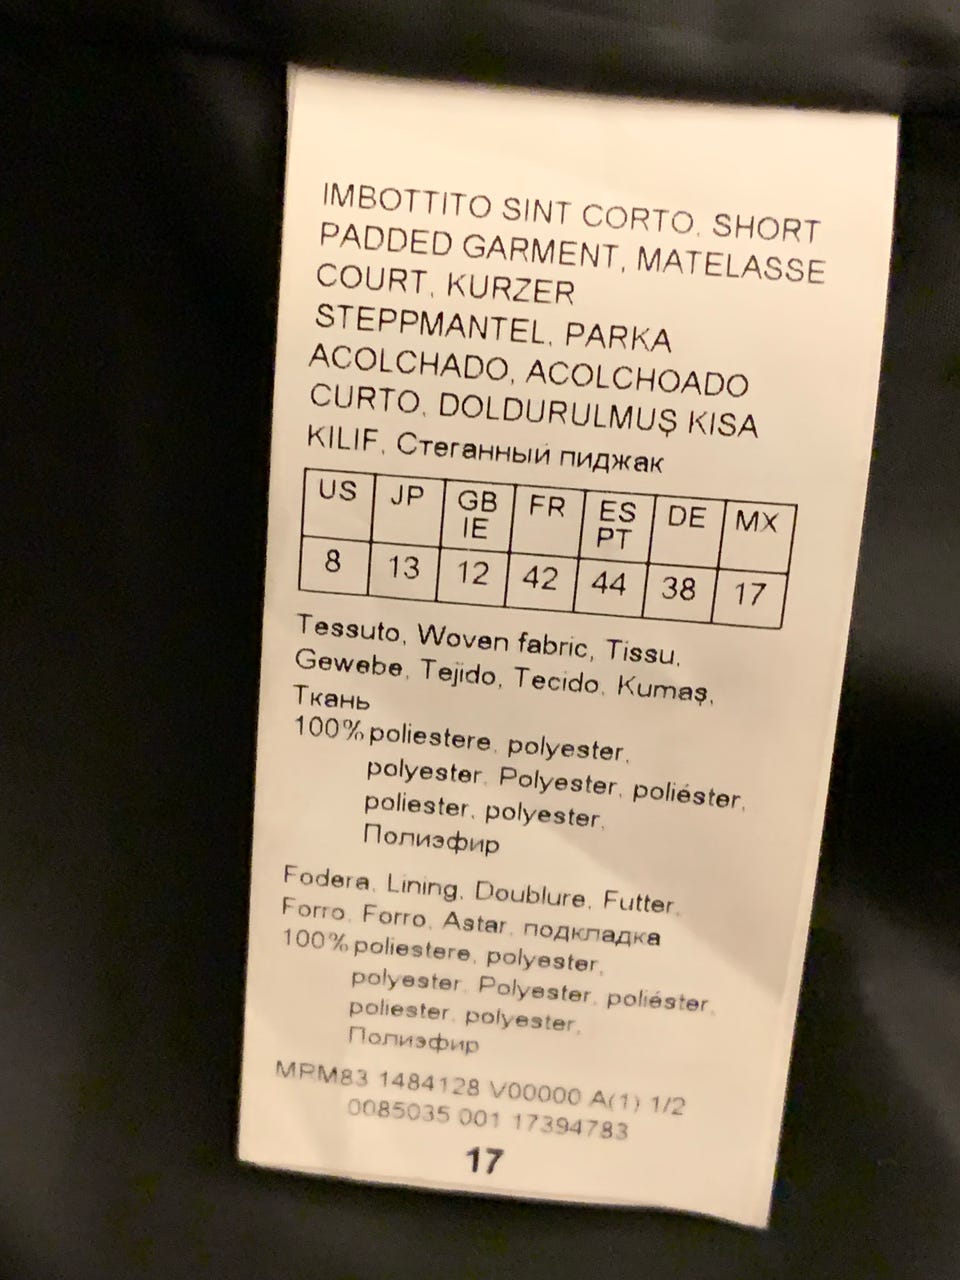 IMBOTTITO SINT CORTO, SHORT
PADDED GARMENT, MATELASSE
COURT, KURZER
STEPPMANTEL, PARKA
ACOLCHADO, ACOLCHOADO
CURTO, DOLDURULMUŞ KISA
KILIF, Стеганный пиджак
US JP GB IE FR ES PT DE MX
8 13 12 42 44 38 17
Tessuto, Woven fabric, Tissu,
Gewebe, Tejido, Tecido, Kumaş,
Ткань
100% poliestere, polyester,
polyester, Polyester, poliéster,
poliester, polyester,
Полиэфир
Fodera, Lining, Doublure, Futter,
Forro, Forro, Astar, подкладка
100% poliestere, polyester,
polyester, Polyester, poliéster,
poliester, polyester,
Полиэфир
MRM83 1484128 V00000 A(1) 1/2
0085035 001 17394783
17